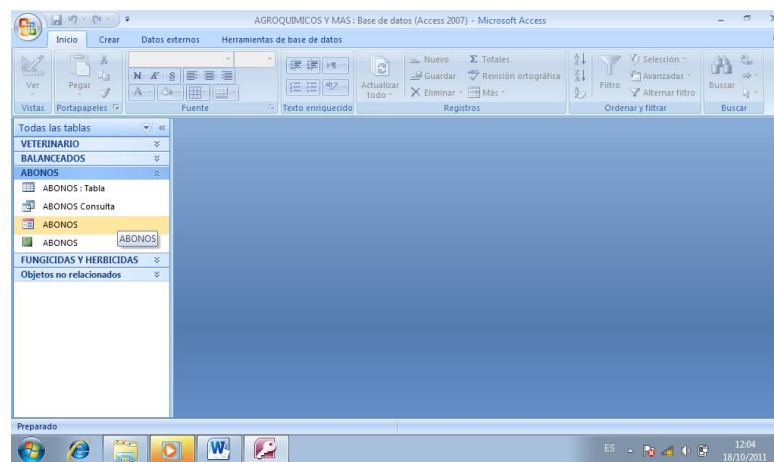 AGROQUIMICOS Y MAS : Base de datos (Access 2007) - Microsoft Access
Inicio Crear Datos externos Herramientas de base de datos
Ver
Vistas
Pegar
Portapapeles
N K S
A
Fuente
Texto enriquecido
Actualizar
todo
Nuevo
Guardar
Eliminar
Totales
Revisión ortográfica
Más
Registros
Filtro
Selección
Avanzadas
Alternar filtro
Ordenar y filtrar
Buscar
Buscar
Todas las tablas
VETERINARIO
BALANCEADOS
ABONOS
ABONOS : Tabla
ABONOS Consulta
ABONOS
ABONOS
ABONOS
FUNGICIDAS Y HERBICIDAS
Objetos no relacionados
Preparado
ES
12:04
18/10/2011